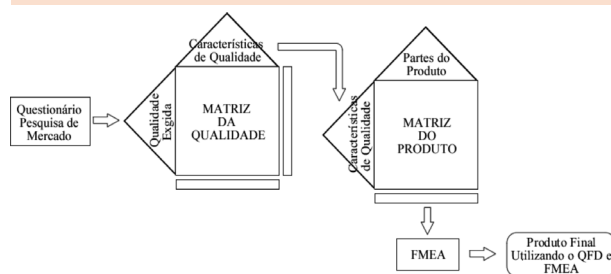 Características
de Qualidade
Qualidade
Exgida
MATRIZ
DA
QUALIDADE
Questionário
Pesquisa de
Mercado
Partes do
Produto
Características
de Qualidade
MATRIZ
DO
PRODUTO
FMEA
Produto Final
Utilizando o QFD e
FMEA